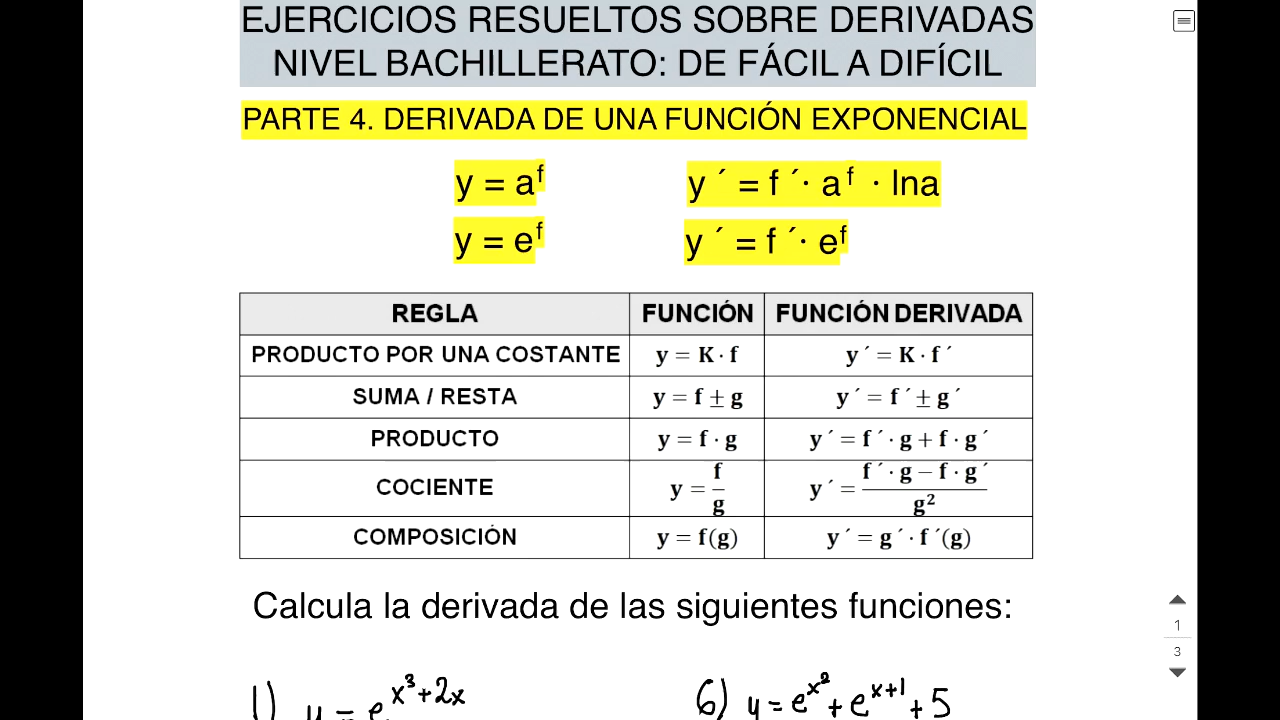 EJERCICIOS RESUELTOS SOBRE DERIVADAS
NIVEL BACHILLERATO: DE FÁCIL A DIFÍCIL
PARTE 4. DERIVADA DE UNA FUNCIÓN EXPONENCIAL
y = a^f y ´ = f ´· a^f · lna
y = e^f y ´ = f ´· e^f
REGLA FUNCIÓN FUNCIÓN DERIVADA
PRODUCTO POR UNA COSTANTE y = K · f y ´ = K · f ´
SUMA / RESTA y = f ± g y ´ = f ´ ± g ´
PRODUCTO y = f · g y ´ = f ´ · g + f · g ´
COCIENTE y = f/g y ´ = (f ´ · g − f · g ´)/g²
COMPOSICIÓN y = f(g) y ´ = g ´ · f ´(g)
Calcula la derivada de las siguientes funciones:
1) y = e^(x³+2x) 6) y = e^(x²) + e^(x+1) + 5
1
3